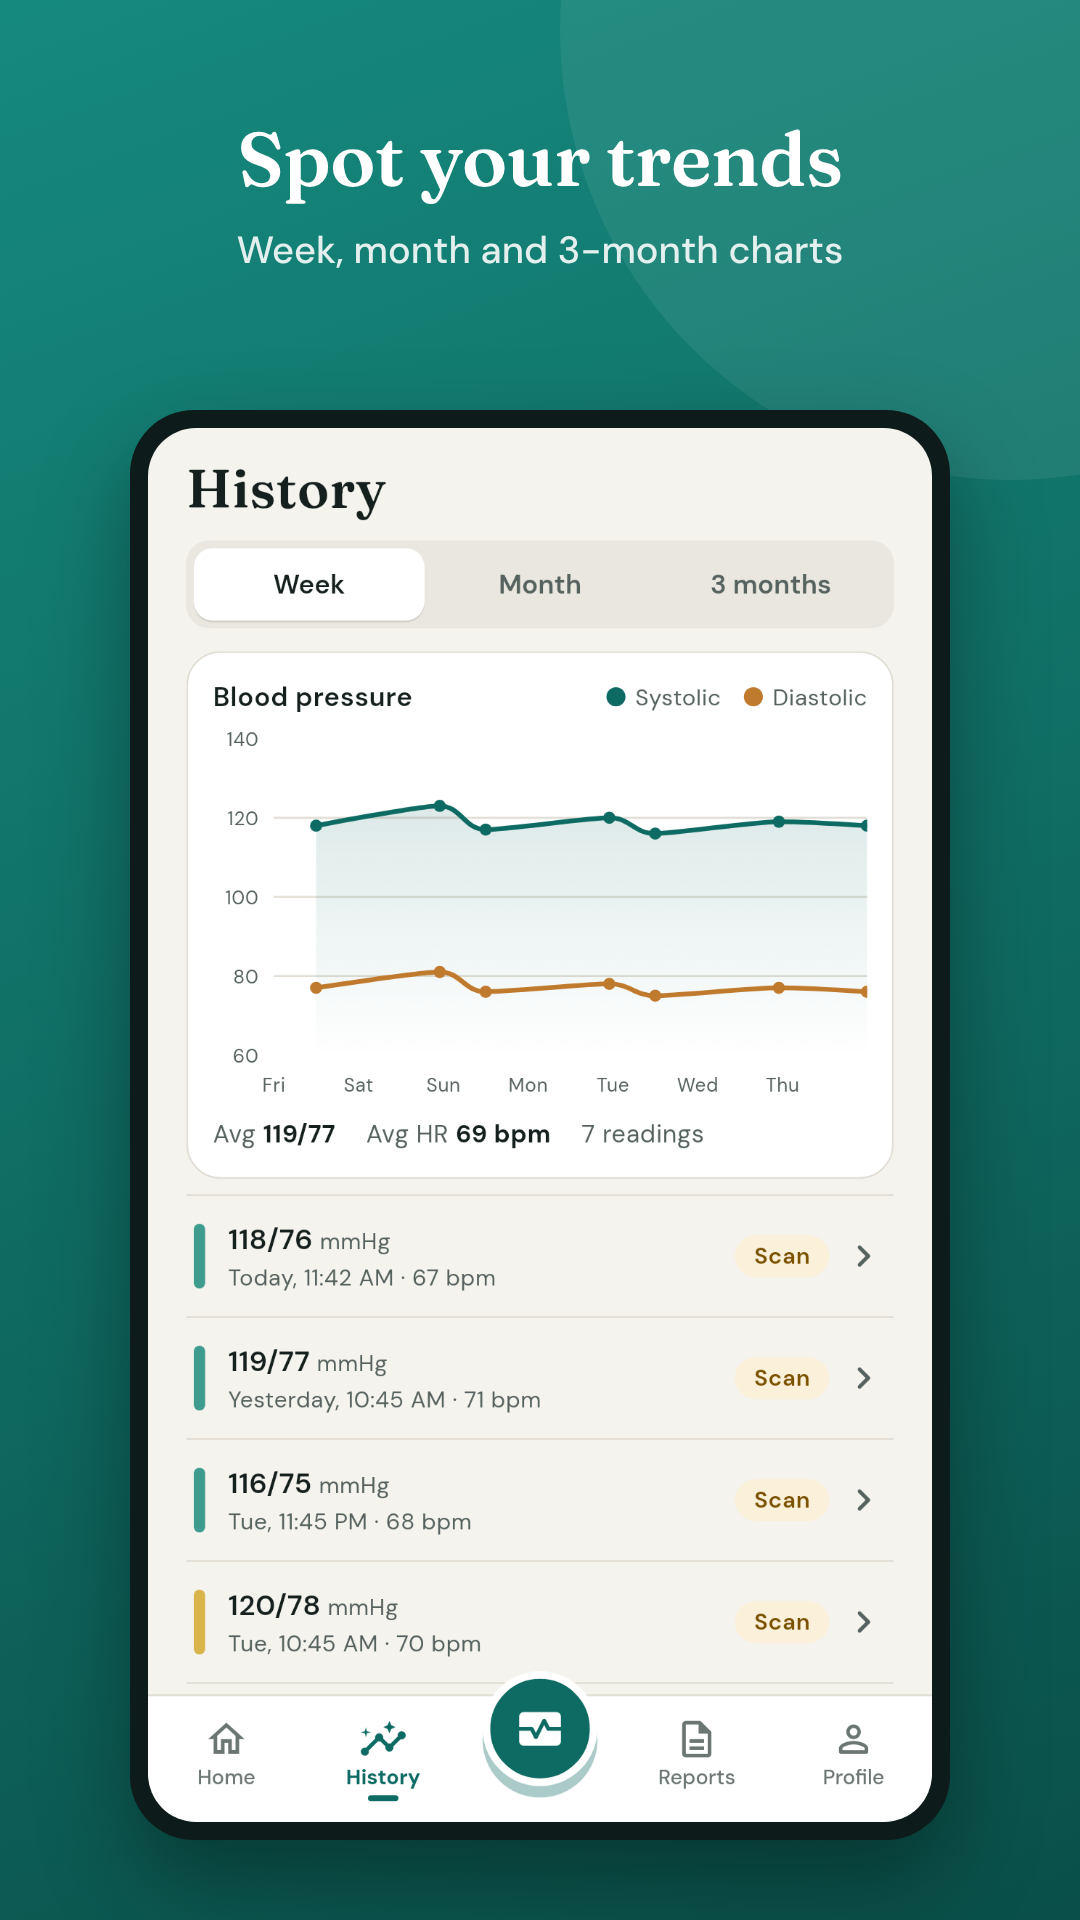 Spot your trends
Week, month and 3-month charts
History
Week Month 3 months
Blood pressure Systolic Diastolic
140
120
100
80
60
Fri Sat Sun Mon Tue Wed Thu
Avg 119/77 Avg HR 69 bpm 7 readings
118/76 mmHg
Today, 11:42 AM · 67 bpm
Scan
119/77 mmHg
Yesterday, 10:45 AM · 71 bpm
Scan
116/75 mmHg
Tue, 11:45 PM · 68 bpm
Scan
120/78 mmHg
Tue, 10:45 AM · 70 bpm
Scan
Home History Reports Profile